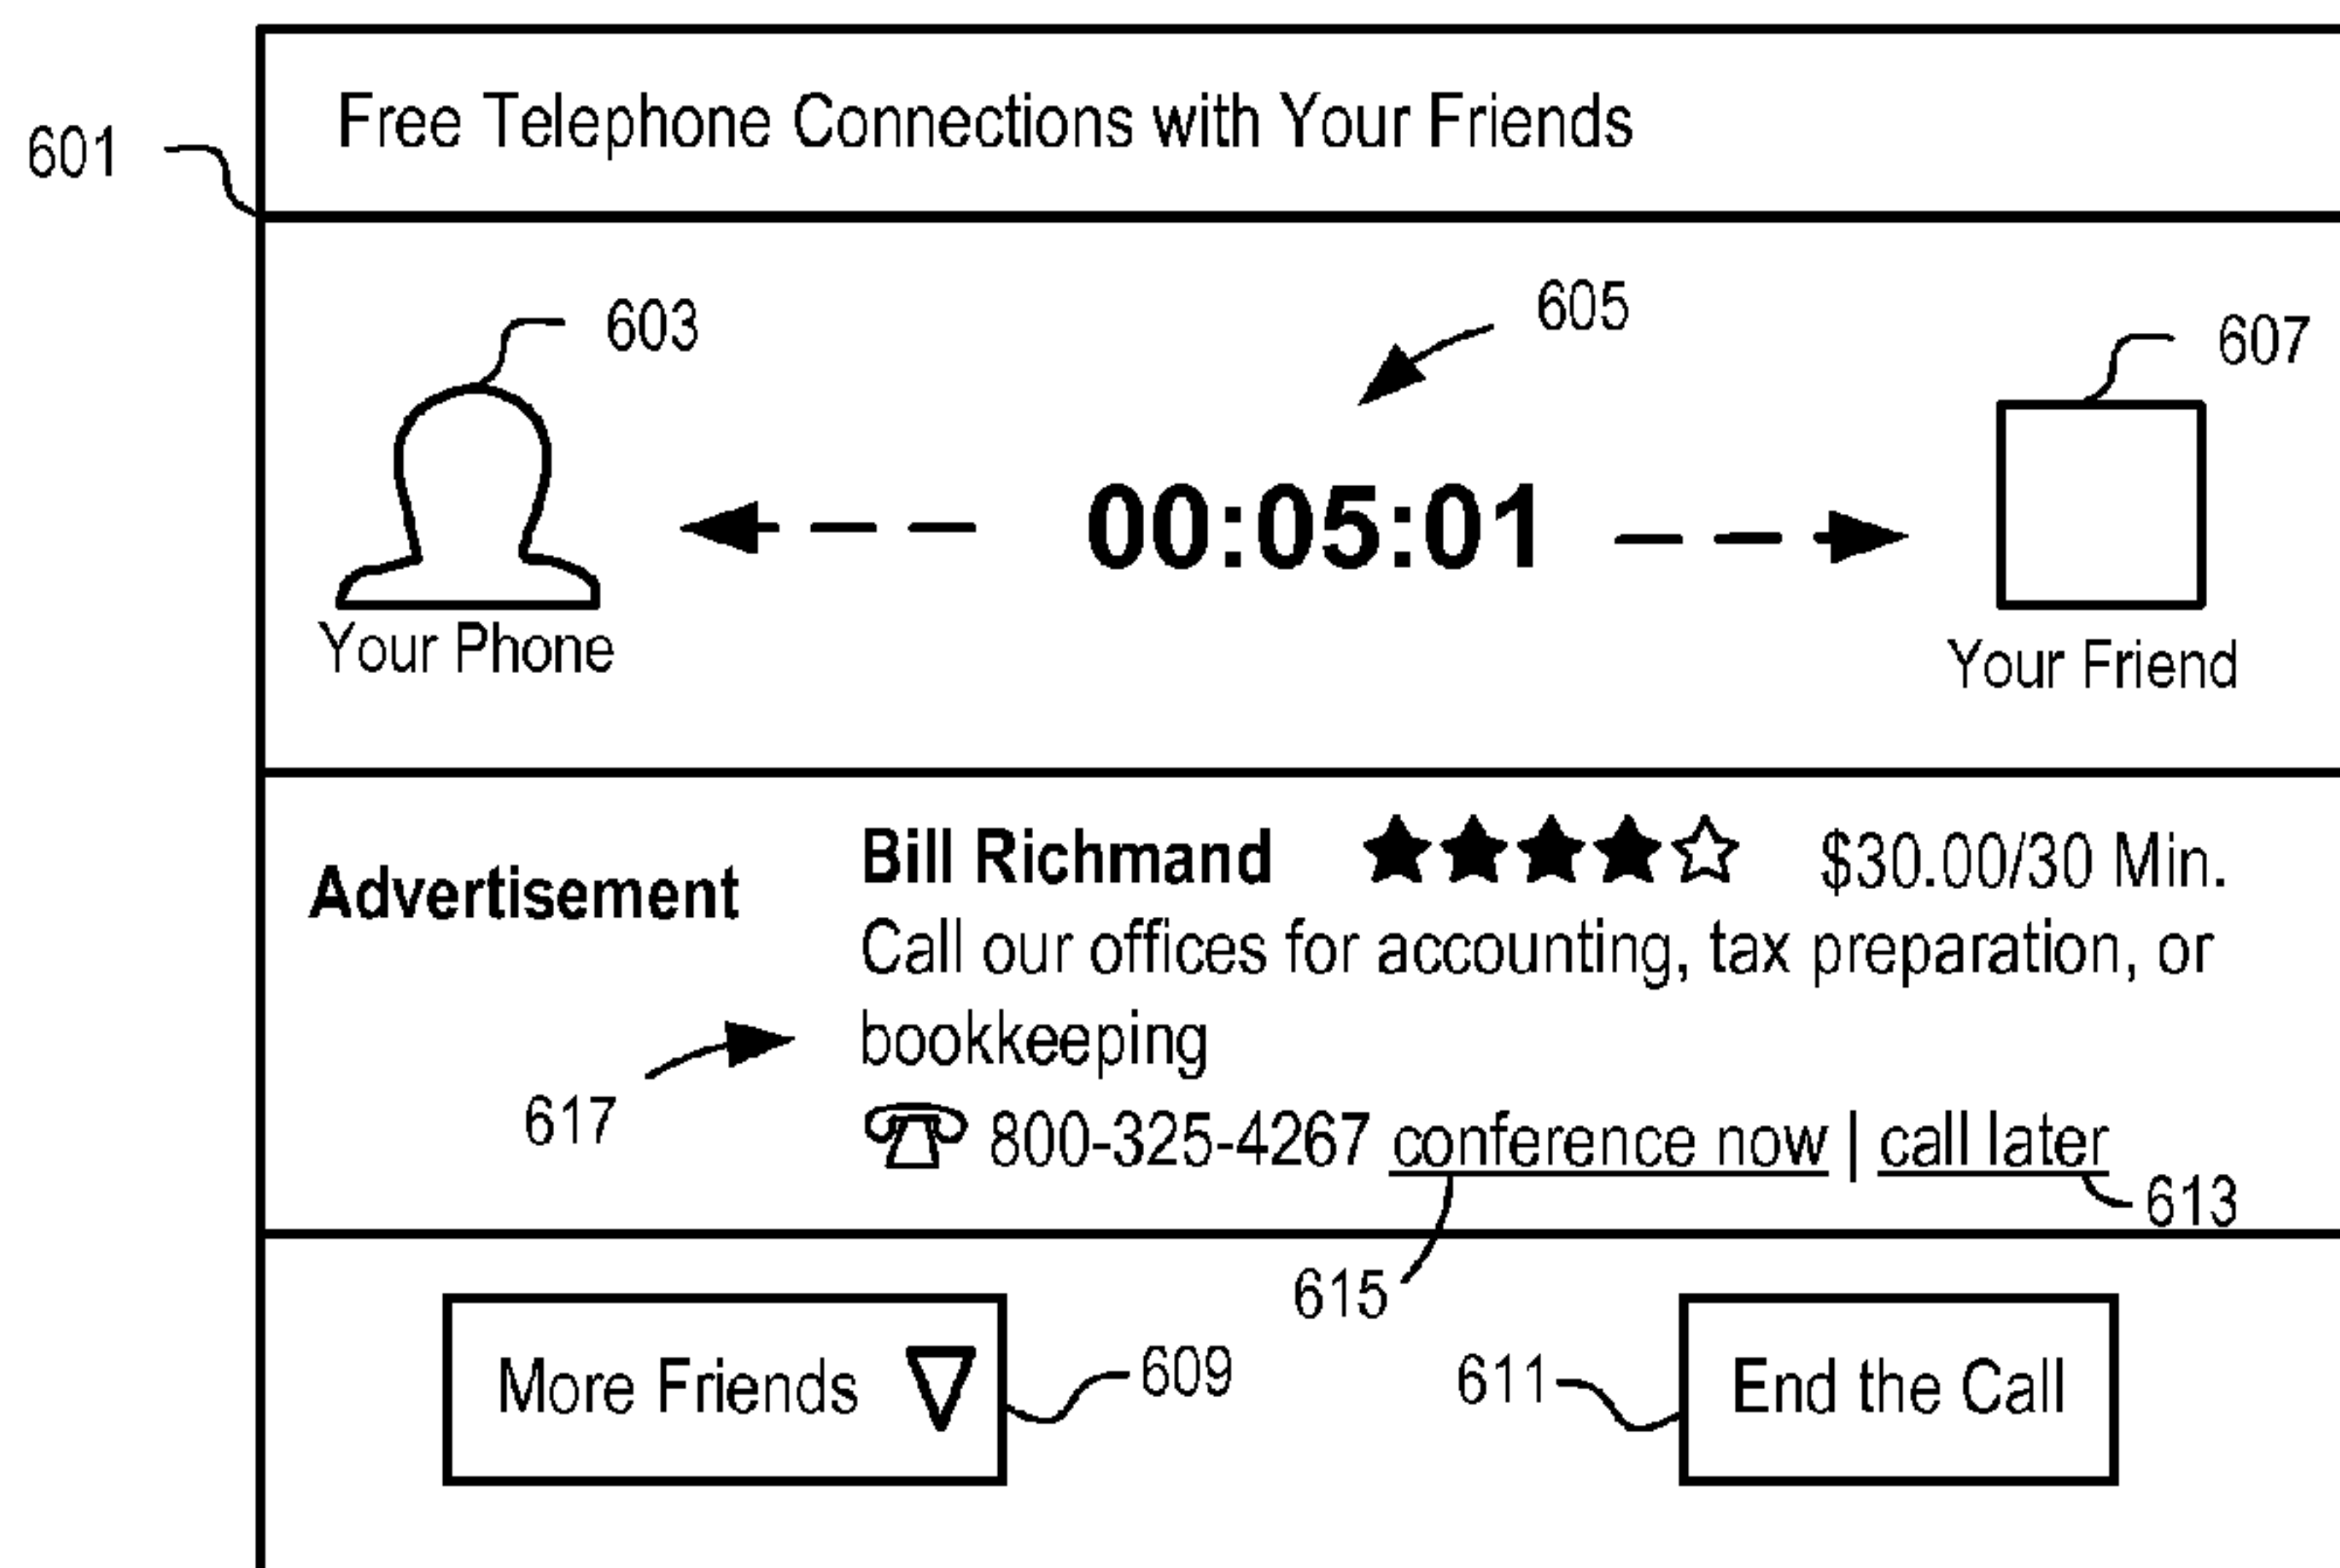 Free Telephone Connections with Your Friends
601
603
605
607
00:05:01
Your Phone
Your Friend
Advertisement
Bill Richmand $30.00/30 Min.
Call our offices for accounting, tax preparation, or
bookkeeping
617
800-325-4267 conference now | call later
613
615
More Friends
609
611
End the Call